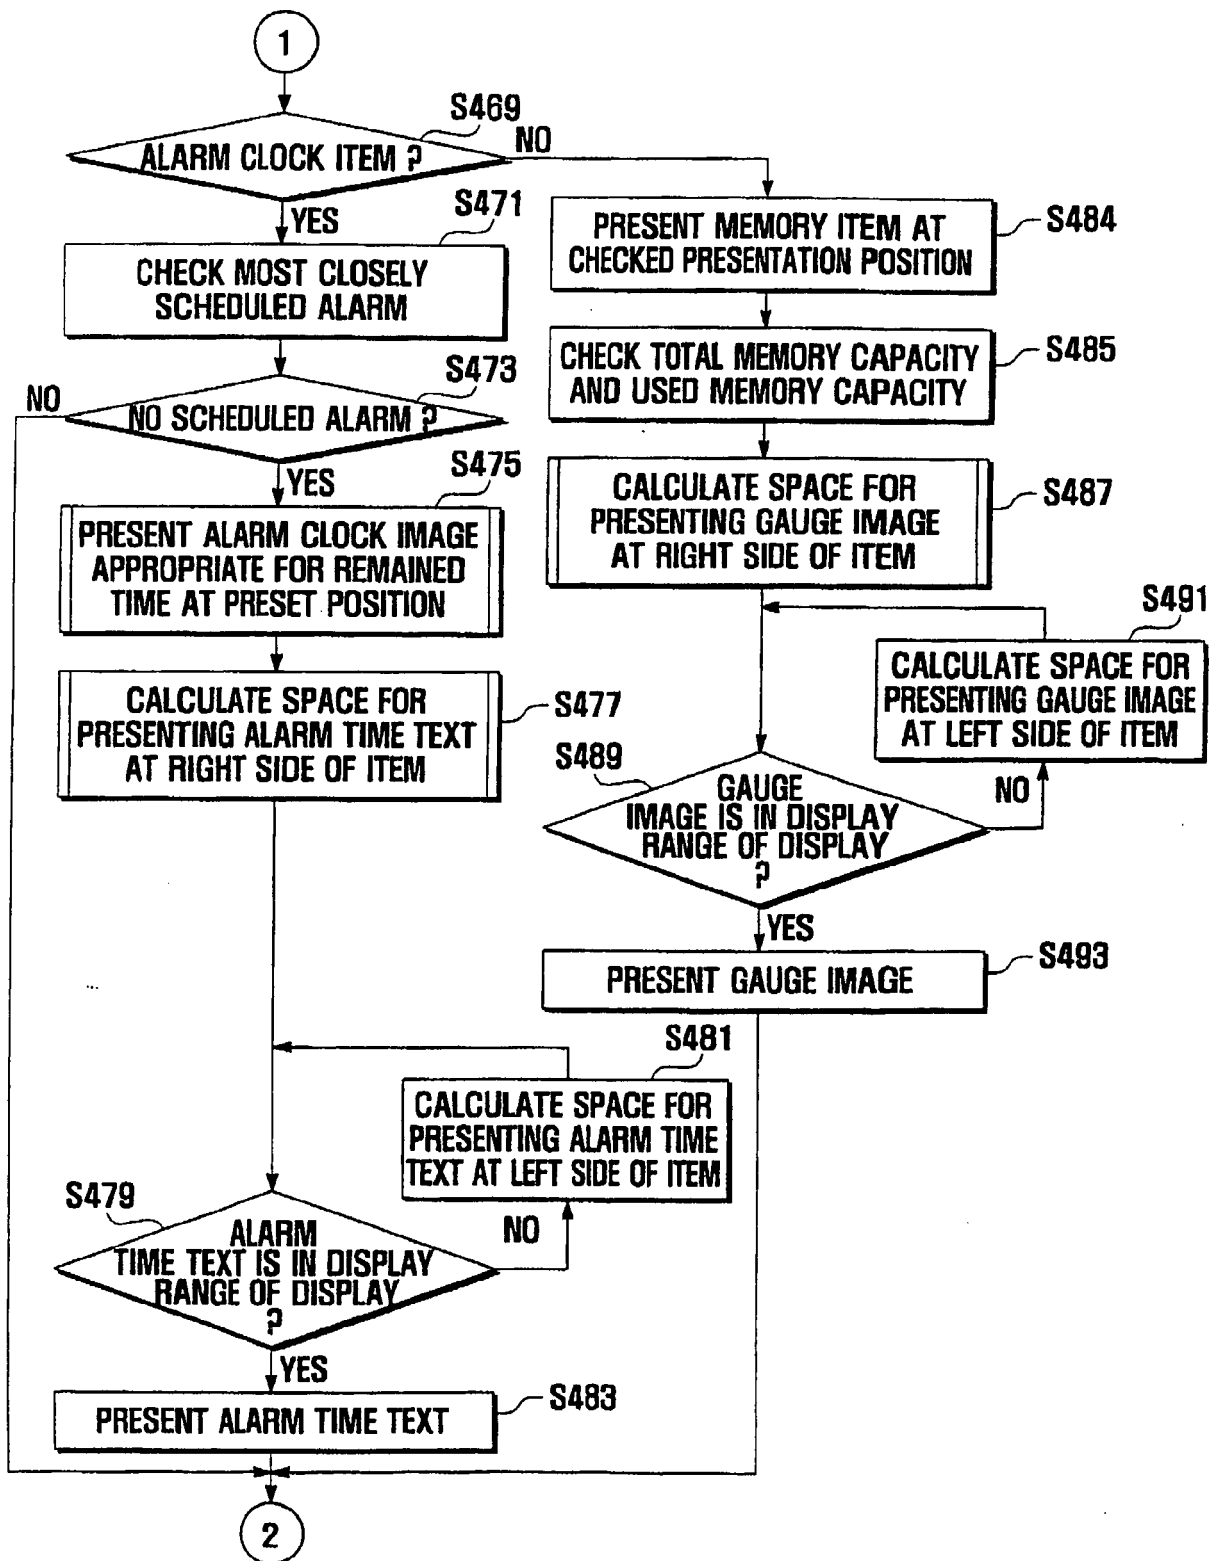 1
S469
ALARM CLOCK ITEM ?
NO
YES
S471
CHECK MOST CLOSELY
SCHEDULED ALARM
S473
NO
NO SCHEDULED ALARM ?
YES
S475
PRESENT ALARM CLOCK IMAGE
APPROPRIATE FOR REMAINED
TIME AT PRESET POSITION
CALCULATE SPACE FOR
PRESENTING ALARM TIME TEXT
AT RIGHT SIDE OF ITEM
S477
S481
CALCULATE SPACE FOR
PRESENTING ALARM TIME
TEXT AT LEFT SIDE OF ITEM
S479
NO
ALARM
TIME TEXT IS IN DISPLAY
RANGE OF DISPLAY
?
YES
PRESENT ALARM TIME TEXT
S483
PRESENT MEMORY ITEM AT
CHECKED PRESENTATION POSITION
S484
CHECK TOTAL MEMORY CAPACITY
AND USED MEMORY CAPACITY
S485
CALCULATE SPACE FOR
PRESENTING GAUGE IMAGE
AT RIGHT SIDE OF ITEM
S487
S491
CALCULATE SPACE FOR
PRESENTING GAUGE IMAGE
AT LEFT SIDE OF ITEM
S489
NO
GAUGE
IMAGE IS IN DISPLAY
RANGE OF DISPLAY
?
YES
PRESENT GAUGE IMAGE
S493
2